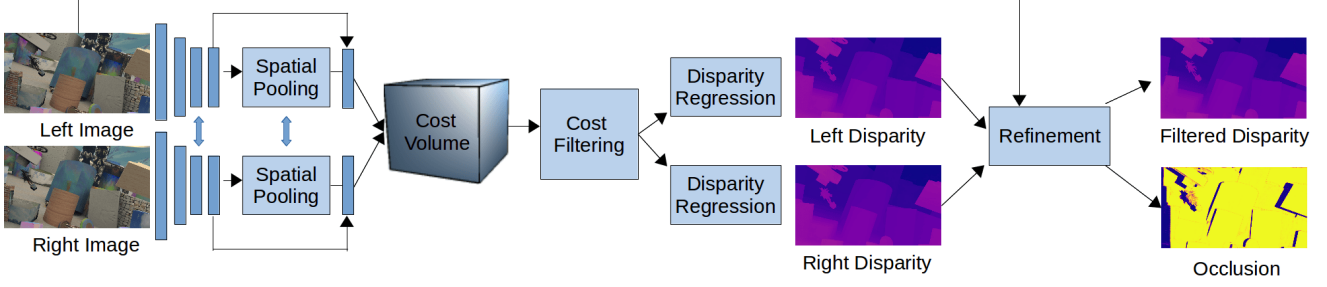 Left Image
Right Image
Spatial
Pooling
Spatial
Pooling
Cost
Volume
Cost
Filtering
Disparity
Regression
Disparity
Regression
Left Disparity
Right Disparity
Refinement
Filtered Disparity
Occlusion